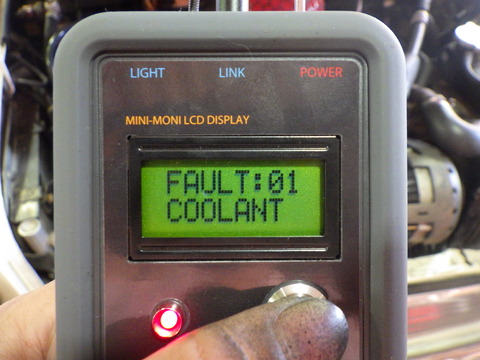 LIGHT LINK POWER
MINI-MONI LCD DISPLAY
FAULT:01
COOLANT